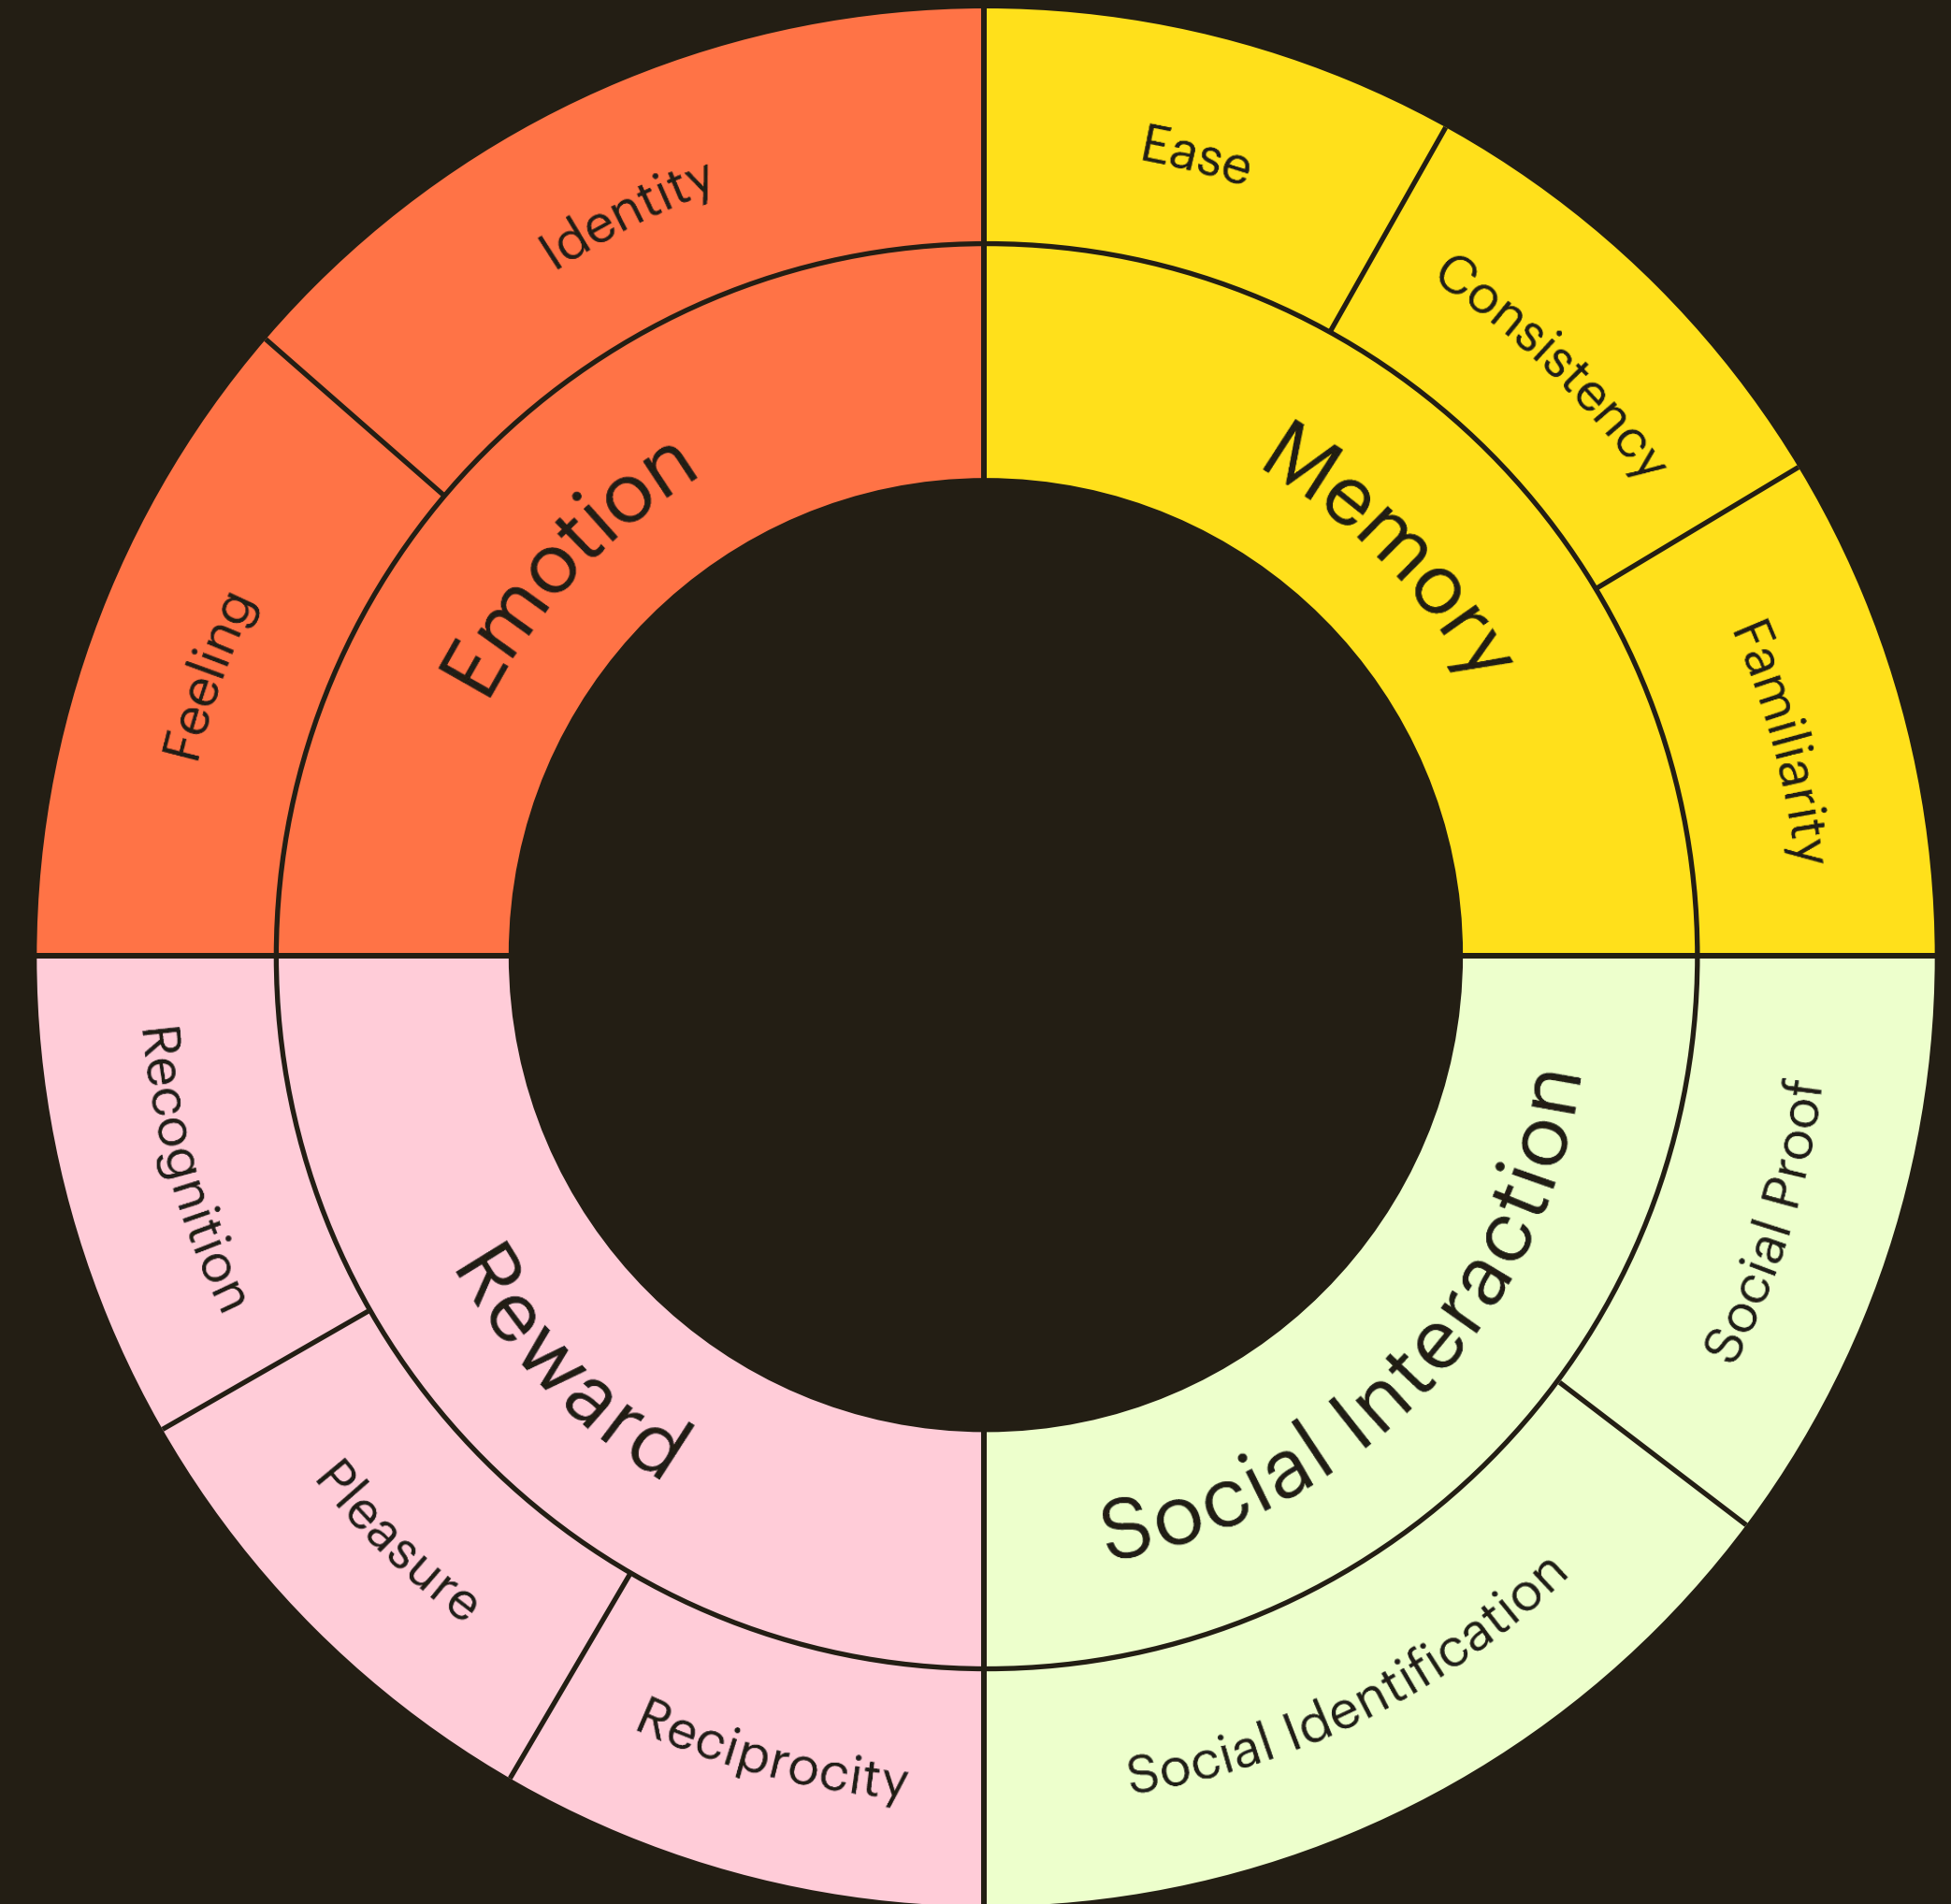 Identity
Feeling
Emotion
Ease
Consistency
Familiarity
Memory
Social Proof
Social Identification
Social Interaction
Recognition
Pleasure
Reciprocity
Reward